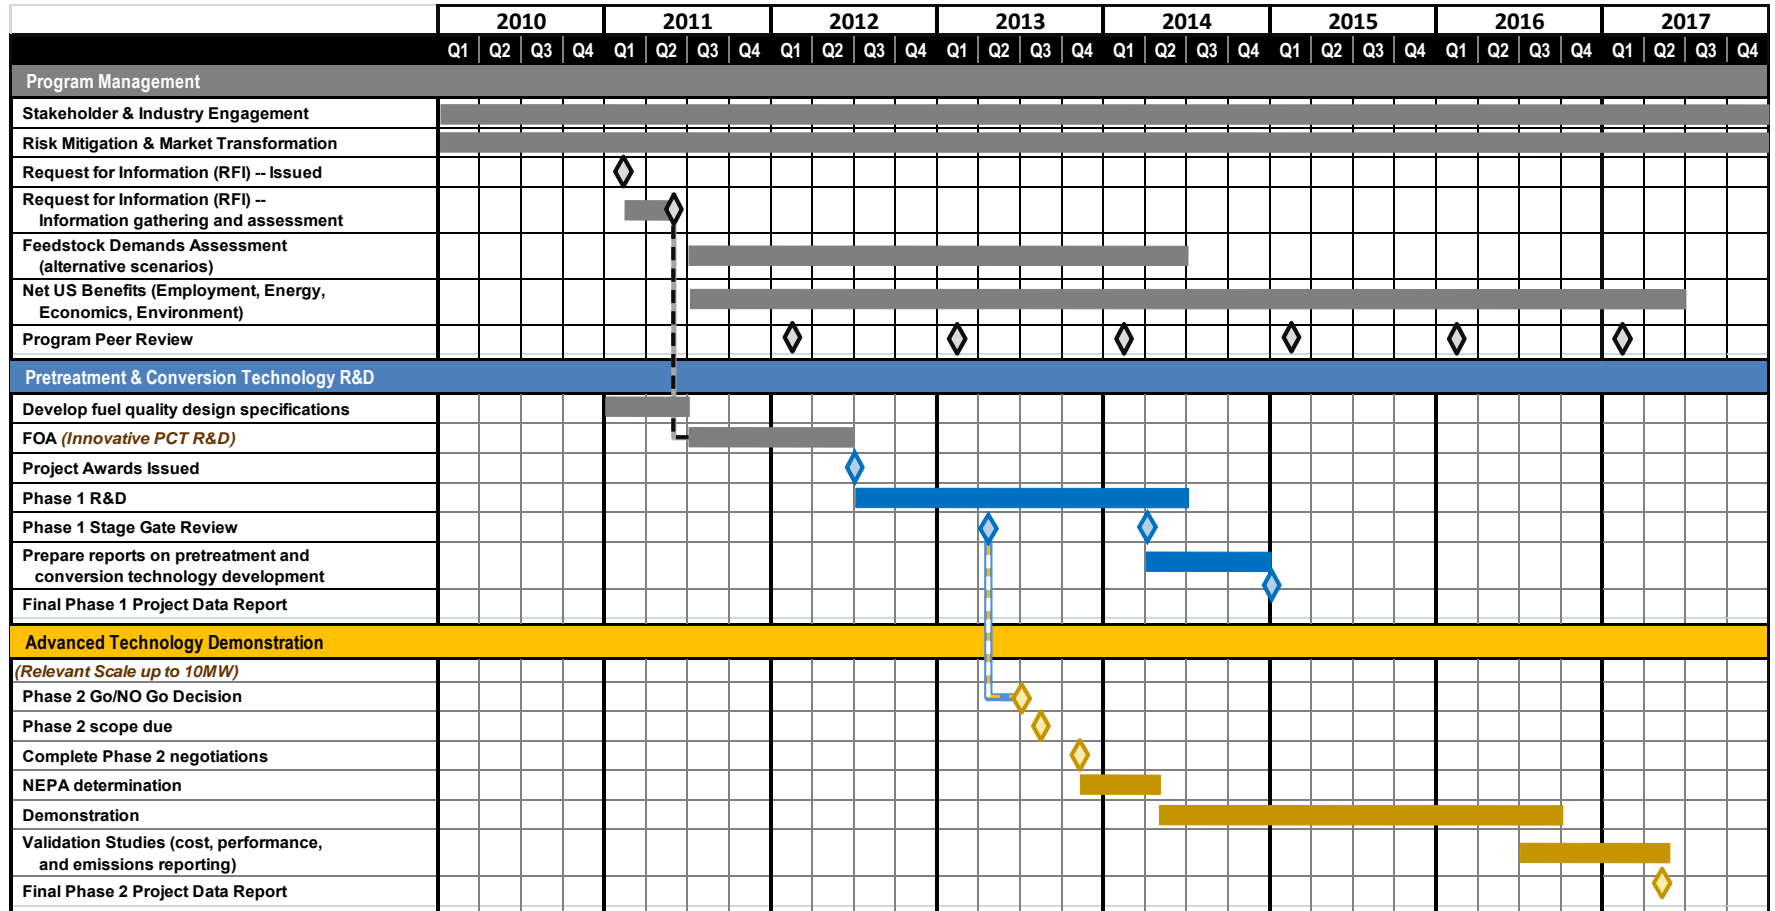 2010 2011 2012 2013 2014 2015 2016 2017
Q1 Q2 Q3 Q4 Q1 Q2 Q3 Q4 Q1 Q2 Q3 Q4 Q1 Q2 Q3 Q4 Q1 Q2 Q3 Q4 Q1 Q2 Q3 Q4 Q1 Q2 Q3 Q4 Q1 Q2 Q3 Q4
Program Management
Stakeholder & Industry Engagement
Risk Mitigation & Market Transformation
Request for Information (RFI) -- Issued
Request for Information (RFI) --
Information gathering and assessment
Feedstock Demands Assessment
(alternative scenarios)
Net US Benefits (Employment, Energy,
Economics, Environment)
Program Peer Review
Pretreatment & Conversion Technology R&D
Develop fuel quality design specifications
FOA (Innovative PCT R&D)
Project Awards Issued
Phase 1 R&D
Phase 1 Stage Gate Review
Prepare reports on pretreatment and
conversion technology development
Final Phase 1 Project Data Report
Advanced Technology Demonstration
(Relevant Scale up to 10MW)
Phase 2 Go/NO Go Decision
Phase 2 scope due
Complete Phase 2 negotiations
NEPA determination
Demonstration
Validation Studies (cost, performance,
and emissions reporting)
Final Phase 2 Project Data Report